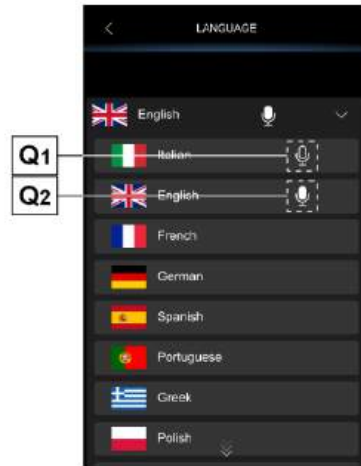 LANGUAGE
English
Q1
Italian
Q2
English
French
German
Spanish
Portuguese
Greek
Polish